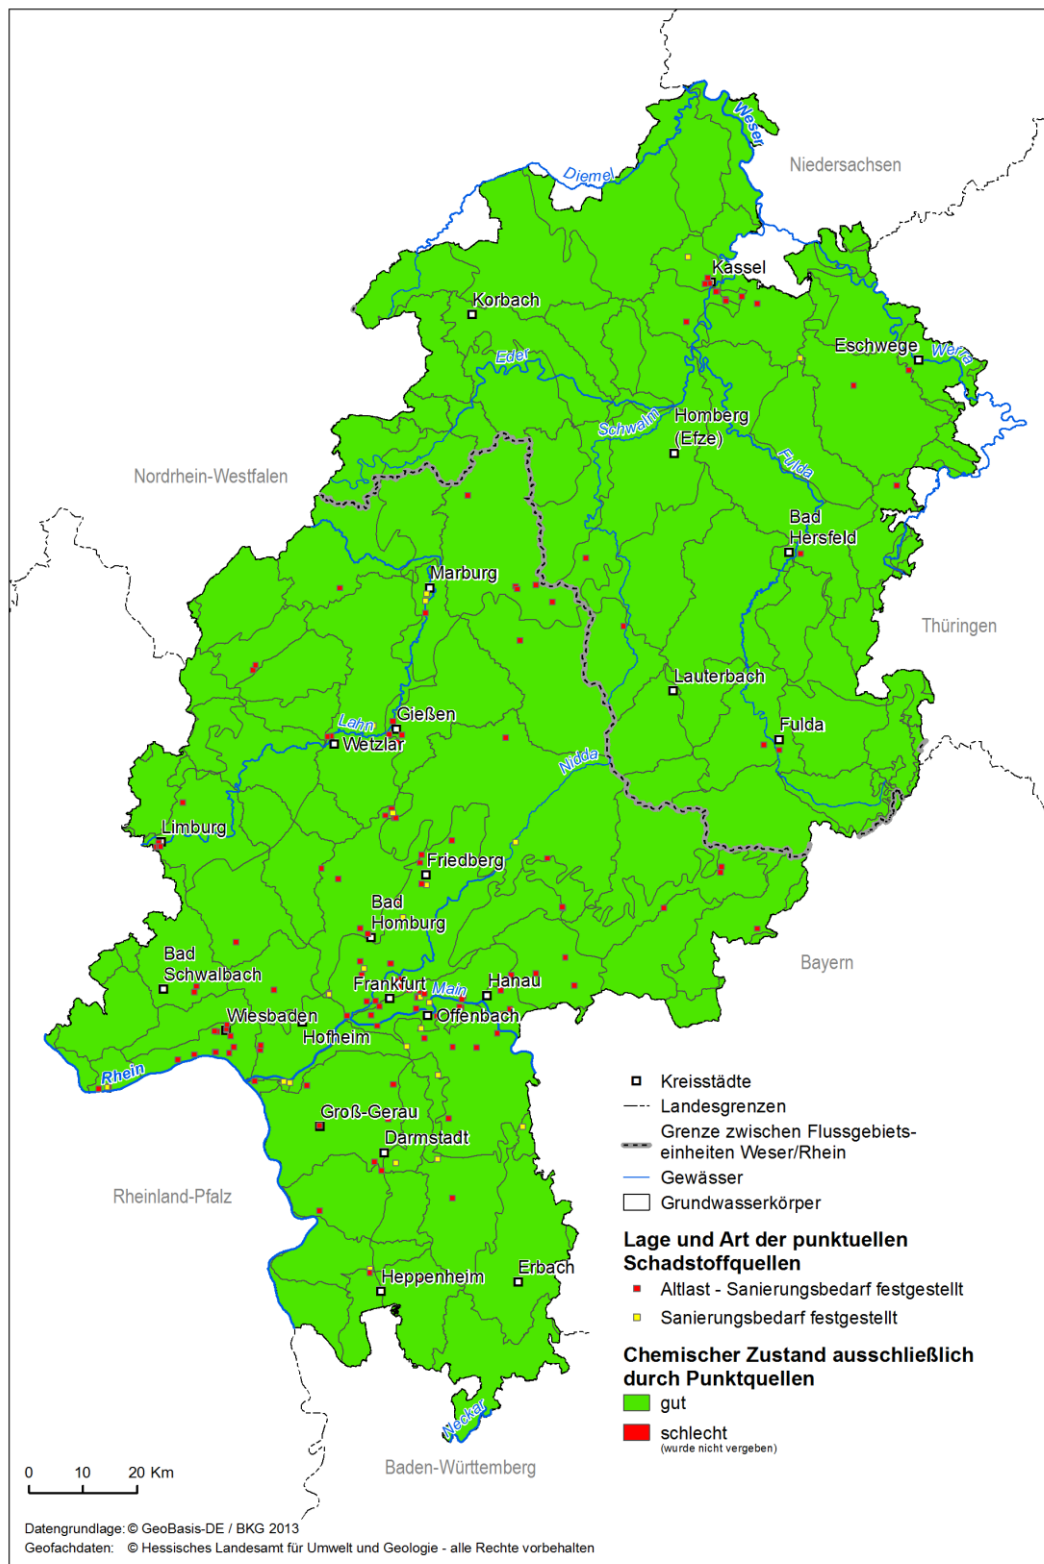 Weser
Niedersachsen
Diemel
Kassel
Korbach
Eschwege
Werra
Eder
Schwalm
Homberg
(Efze)
Fulda
Nordrhein-Westfalen
Bad
Hersfeld
Marburg
Thüringen
Lauterbach
Lahn
Gießen
Wetzlar
Fulda
Nidda
Limburg
Friedberg
Bad
Homburg
Bad
Schwalbach
Bayern
Frankfurt
Main
Hanau
Wiesbaden
Offenbach
Hofheim
Rhein
Groß-Gerau
Darmstadt
Rheinland-Pfalz
Heppenheim
Erbach
Neckar
Baden-Württemberg
Kreisstädte
Landesgrenzen
Grenze zwischen Flussgebiets-
einheiten Weser/Rhein
Gewässer
Grundwasserkörper
Lage und Art der punktuellen
Schadstoffquellen
Altlast - Sanierungsbedarf festgestellt
Sanierungsbedarf festgestellt
Chemischer Zustand ausschließlich
durch Punktquellen
gut
schlecht
(wurde nicht vergeben)
0 10 20 Km
Datengrundlage: © GeoBasis-DE / BKG 2013
Geofachdaten: © Hessisches Landesamt für Umwelt und Geologie - alle Rechte vorbehalten